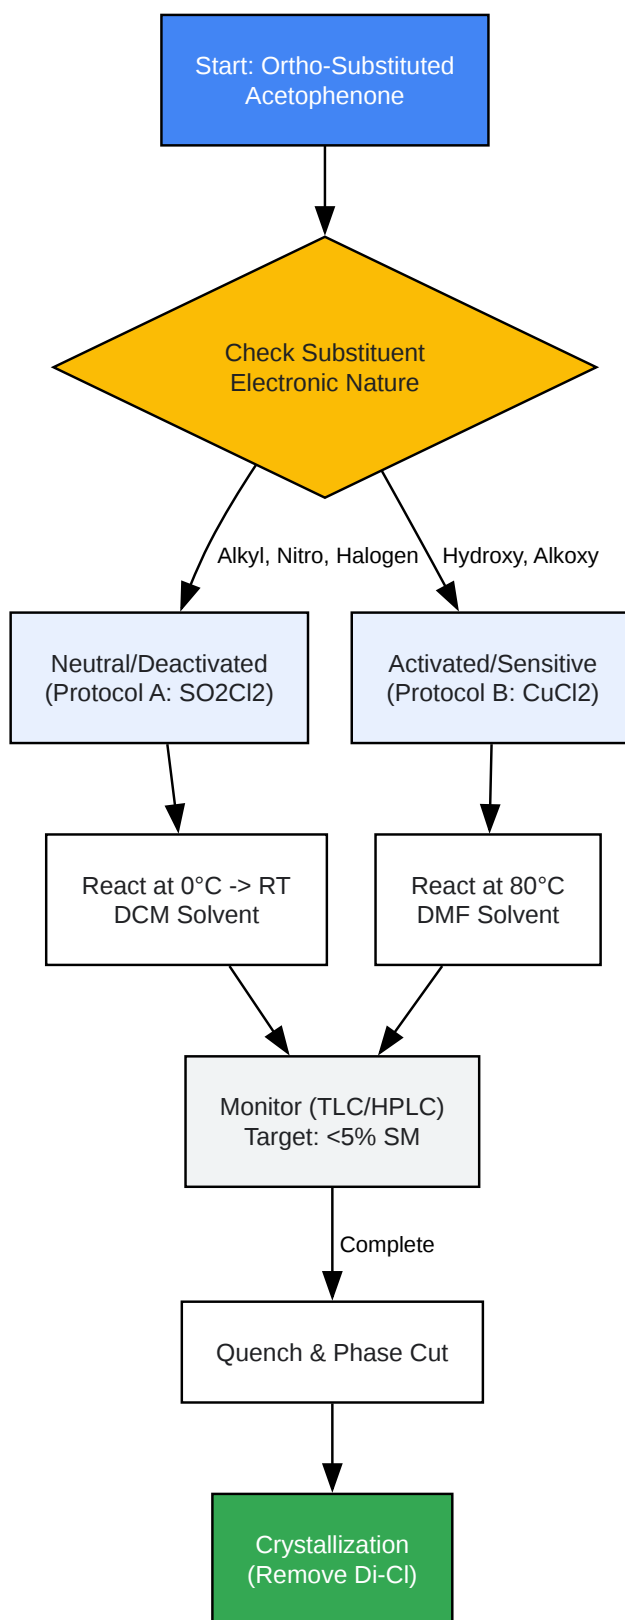 Start: Ortho-Substituted
Acetophenone
Check Substituent
Electronic Nature
Alkyl, Nitro, Halogen
Hydroxy, Alkoxy
Neutral/Deactivated
(Protocol A: SO2Cl2)
Activated/Sensitive
(Protocol B: CuCl2)
React at 0°C -> RT
DCM Solvent
React at 80°C
DMF Solvent
Monitor (TLC/HPLC)
Target: <5% SM
Complete
Quench & Phase Cut
Crystallization
(Remove Di-Cl)